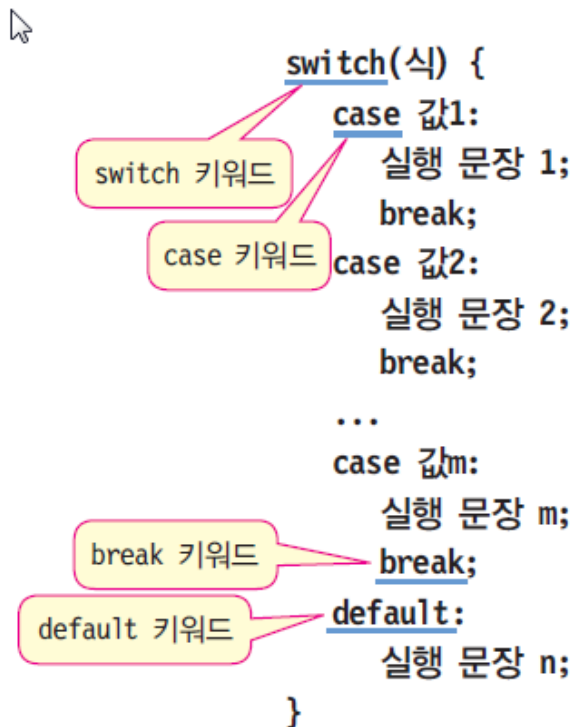 switch(식) {
case 값1:
switch 키워드
실행 문장 1;
break;
case 키워드
case 값2:
실행 문장 2;
break;
...
case 값m:
실행 문장 m;
break 키워드
break;
default 키워드
default:
실행 문장 n;
}